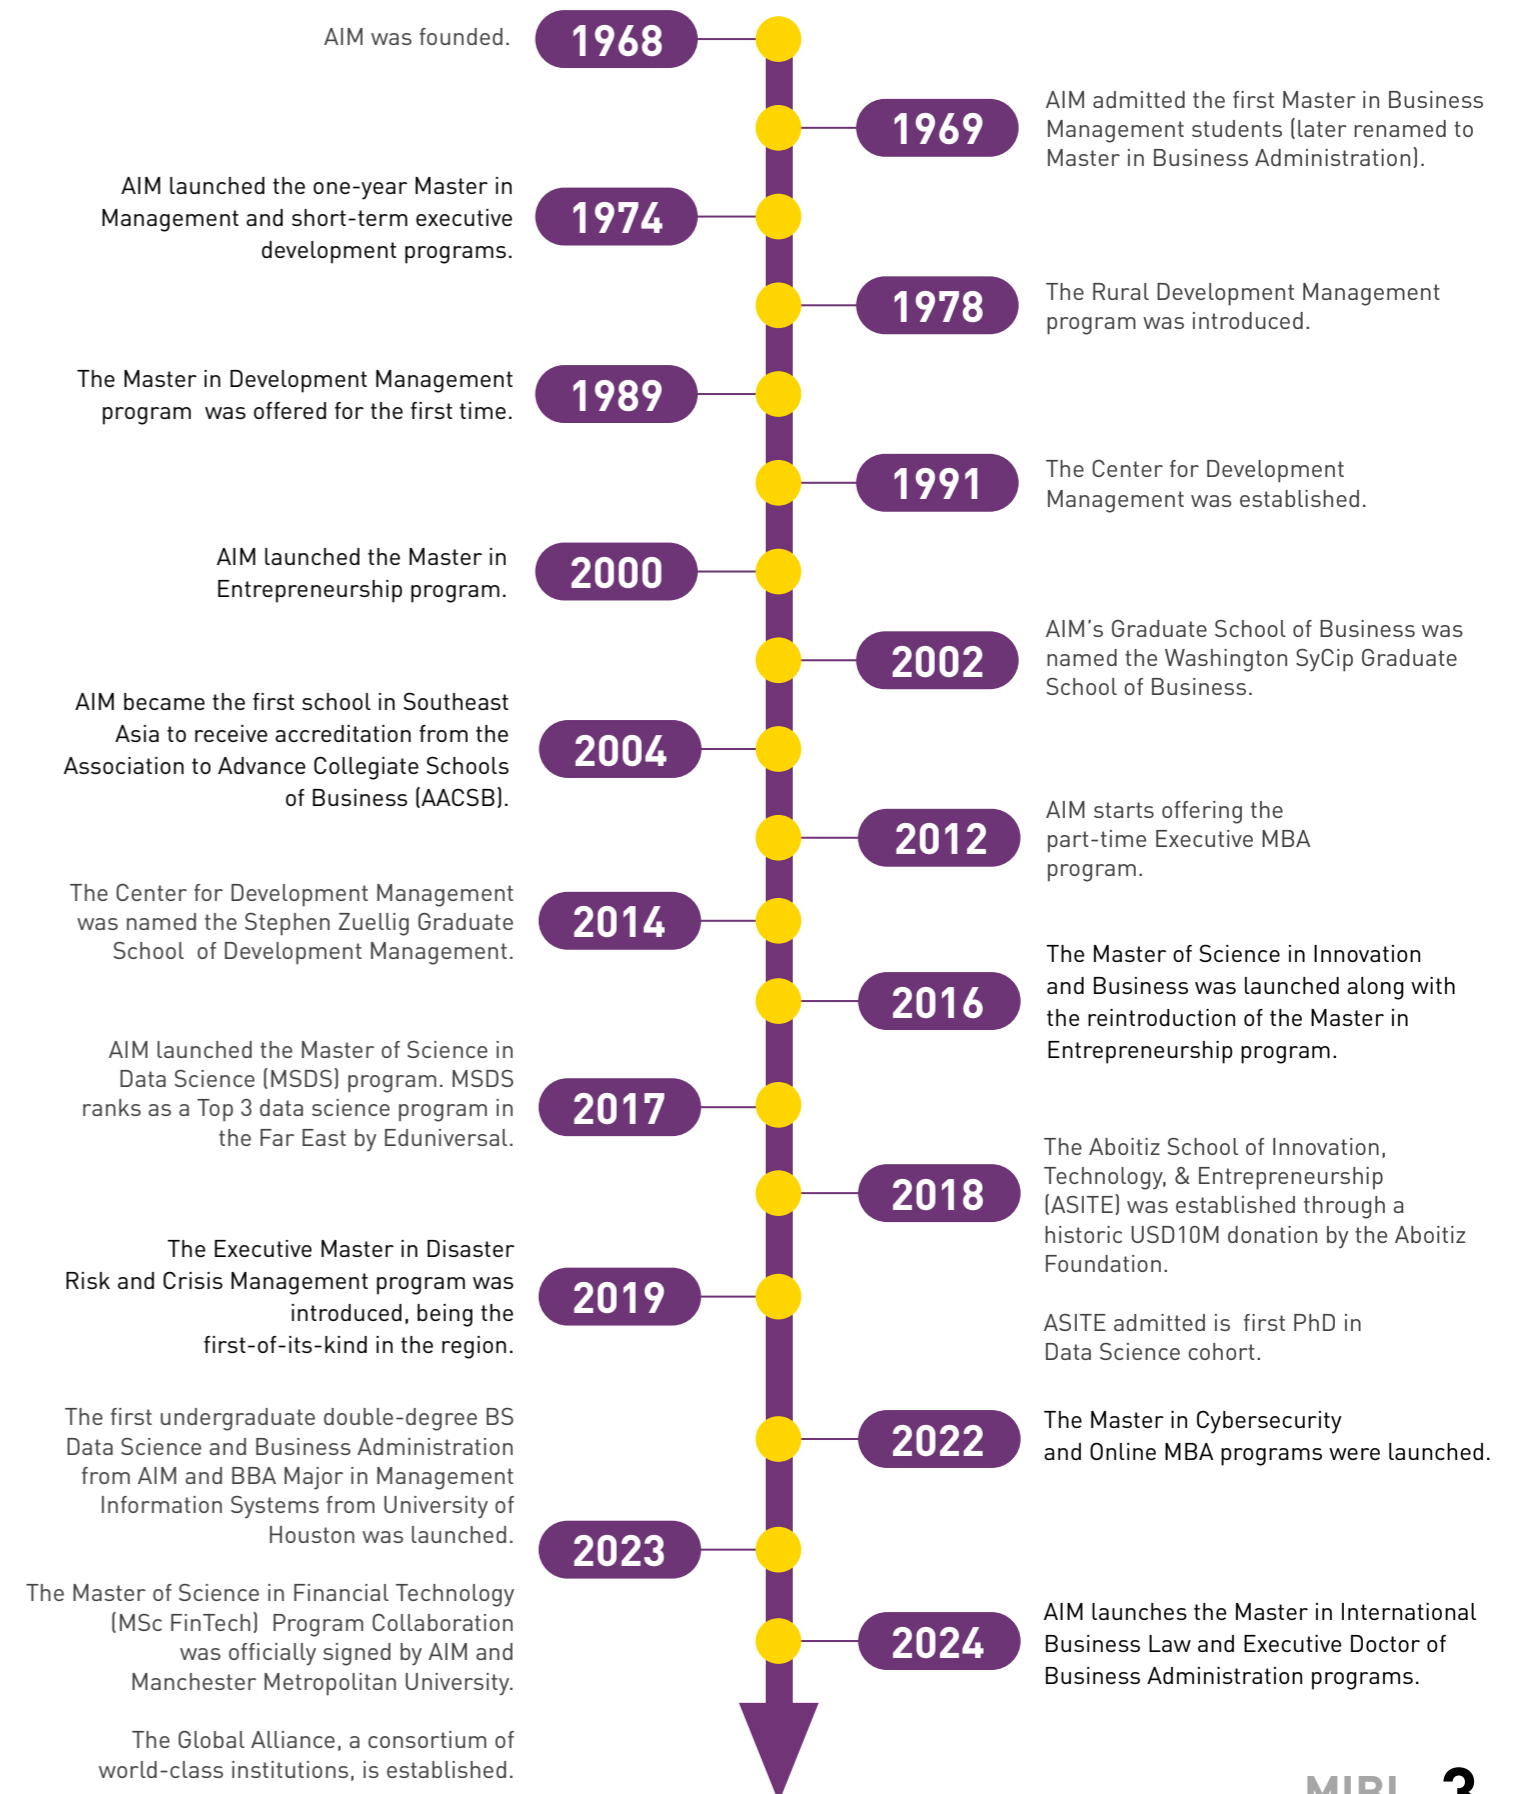 AIM was founded.
1968
1969
AIM admitted the first Master in Business
Management students (later renamed to
Master in Business Administration).
AIM launched the one-year Master in
Management and short-term executive
development programs.
1974
1978
The Rural Development Management
program was introduced.
The Master in Development Management
program was offered for the first time.
1989
1991
The Center for Development
Management was established.
AIM launched the Master in
Entrepreneurship program.
2000
2002
AIM's Graduate School of Business was
named the Washington SyCip Graduate
School of Business.
AIM became the first school in Southeast
Asia to receive accreditation from the
Association to Advance Collegiate Schools
of Business (AACSB).
2004
2012
AIM starts offering the
part-time Executive MBA
program.
The Center for Development Management
was named the Stephen Zuellig Graduate
School of Development Management.
2014
2016
The Master of Science in Innovation
and Business was launched along with
the reintroduction of the Master in
Entrepreneurship program.
AIM launched the Master of Science in
Data Science (MSDS) program. MSDS
ranks as a Top 3 data science program in
the Far East by Eduniversal.
2017
2018
The Aboitiz School of Innovation,
Technology, & Entrepreneurship
(ASITE) was established through a
historic USD10M donation by the Aboitiz
Foundation.
ASITE admitted is first PhD in
Data Science cohort.
The Executive Master in Disaster
Risk and Crisis Management program was
introduced, being the
first-of-its-kind in the region.
2019
2022
The Master in Cybersecurity
and Online MBA programs were launched.
The first undergraduate double-degree BS
Data Science and Business Administration
from AIM and BBA Major in Management
Information Systems from University of
Houston was launched.
2023
The Master of Science in Financial Technology
(MSc FinTech) Program Collaboration
was officially signed by AIM and
Manchester Metropolitan University.
The Global Alliance, a consortium of
world-class institutions, is established.
2024
AIM launches the Master in International
Business Law and Executive Doctor of
Business Administration programs.
3